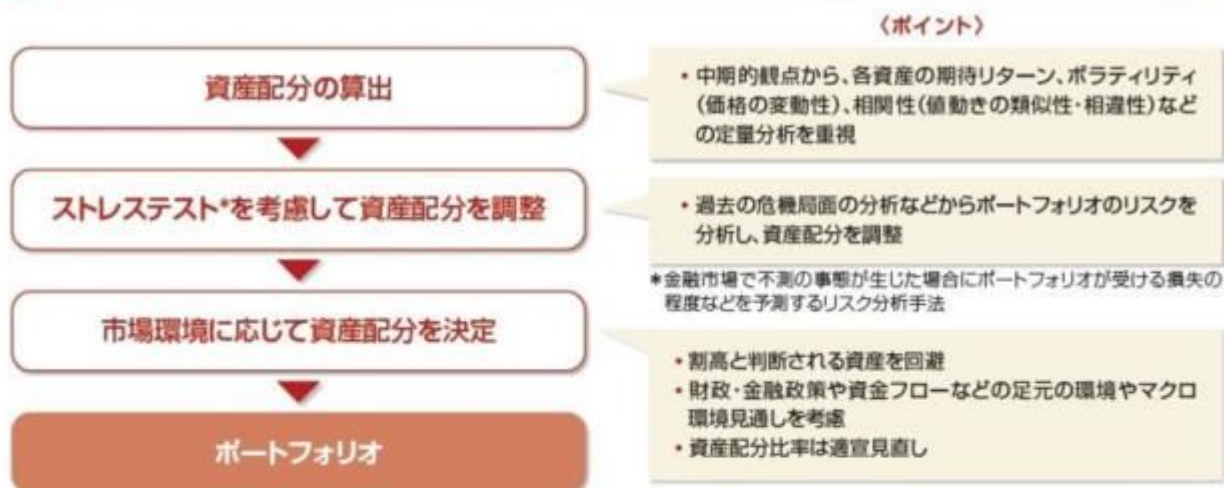 〈ポイント〉
資産配分の算出
・中期的観点から、各資産の期待リターン、ボラティリティ
(価格の変動性)、相関性(値動きの類似性・相違性)など
の定量分析を重視
ストレステスト*を考慮して資産配分を調整
・過去の危機局面の分析などからポートフォリオのリスクを
分析し、資産配分を調整
*金融市場で不測の事態が生じた場合にポートフォリオが受ける損失の
程度などを予測するリスク分析手法
市場環境に応じて資産配分を決定
・割高と判断される資産を回避
・財政・金融政策や資金フローなどの足元の環境やマクロ
環境見通しを考慮
・資産配分比率は適宜見直し
ポートフォリオ